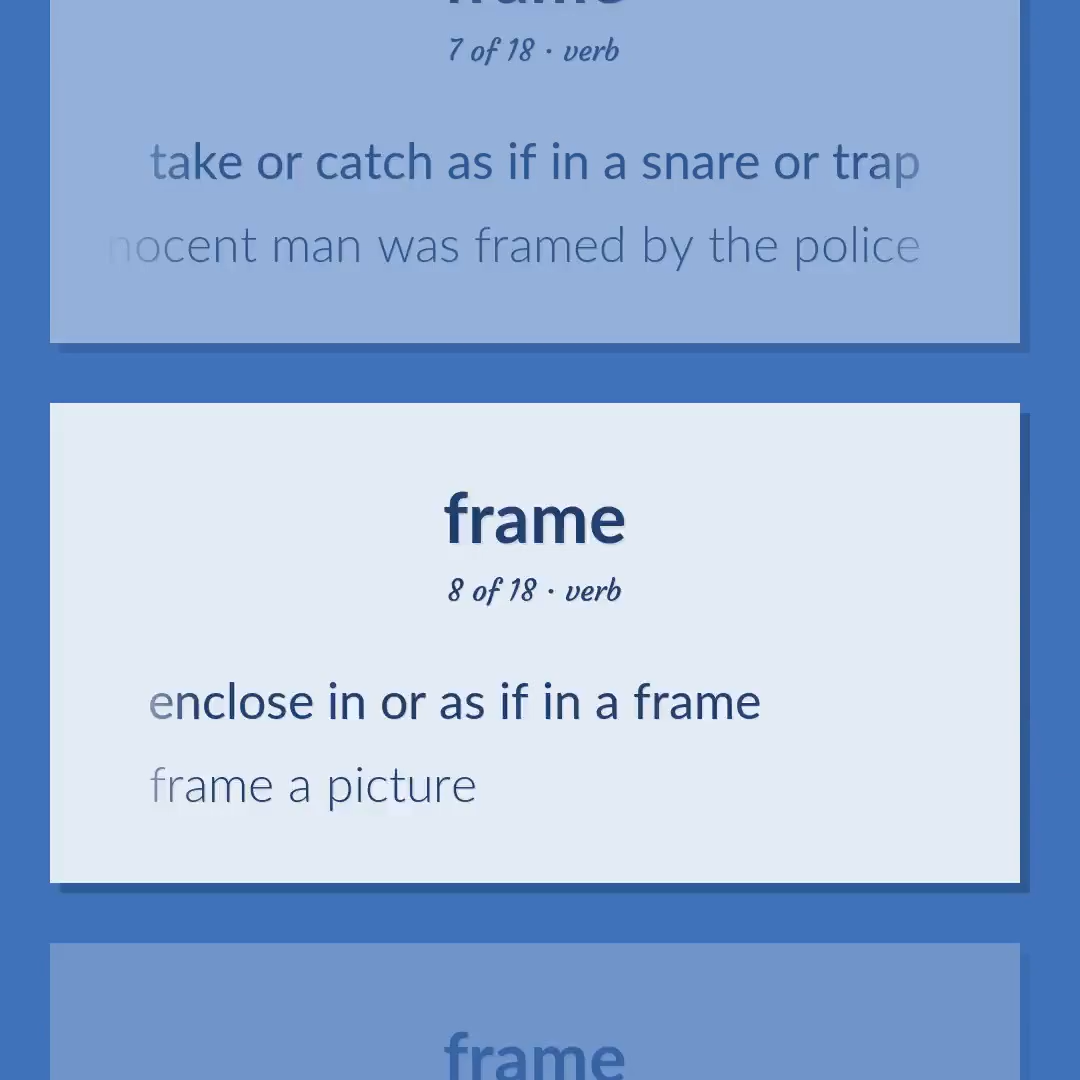 frame
7 of 18 · verb
take or catch as if in a snare or trap
nocent man was framed by the police
frame
8 of 18 · verb
enclose in or as if in a frame
frame a picture
frame